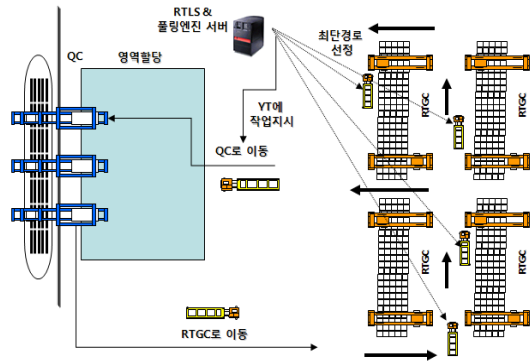 RTLS &
풀링엔진 서버
최단경로
선정
QC
영역할당
YT에
작업지시
QC로 이동
RTGC
RTGC
RTGC
RTGC
RTGC로 이동